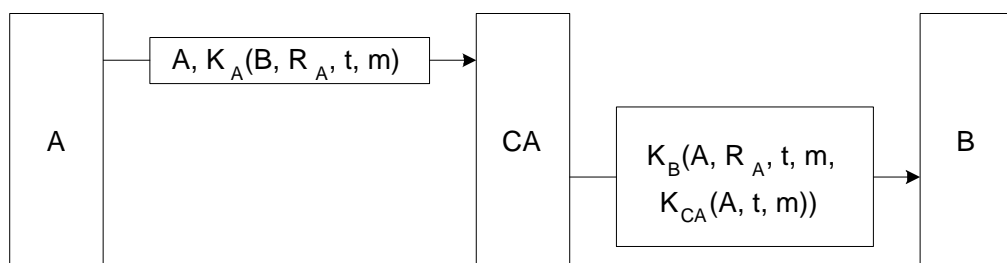 A, K_A(B, R_A, t, m)
A
CA
B
K_B(A, R_A, t, m,
K_CA(A, t, m))